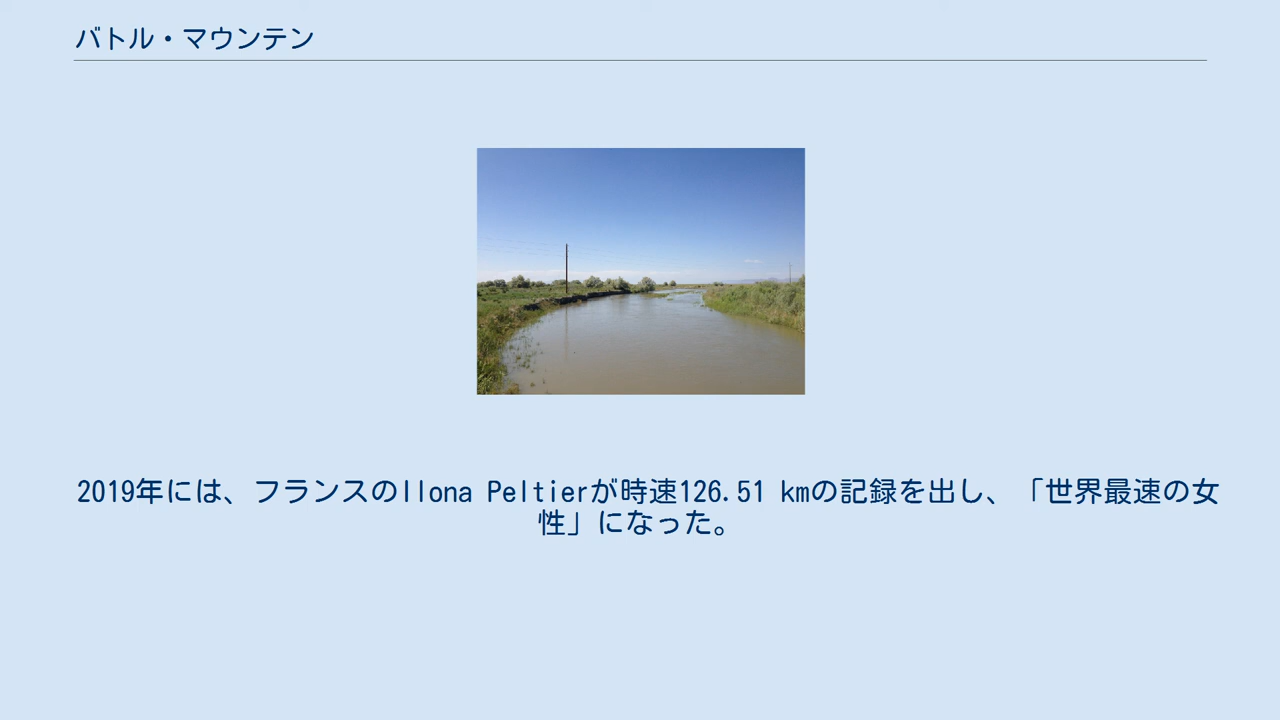 バトル・マウンテン
2019年には、フランスのIlona Peltierが時速126.51 kmの記録を出し、「世界最速の女
性」になった。